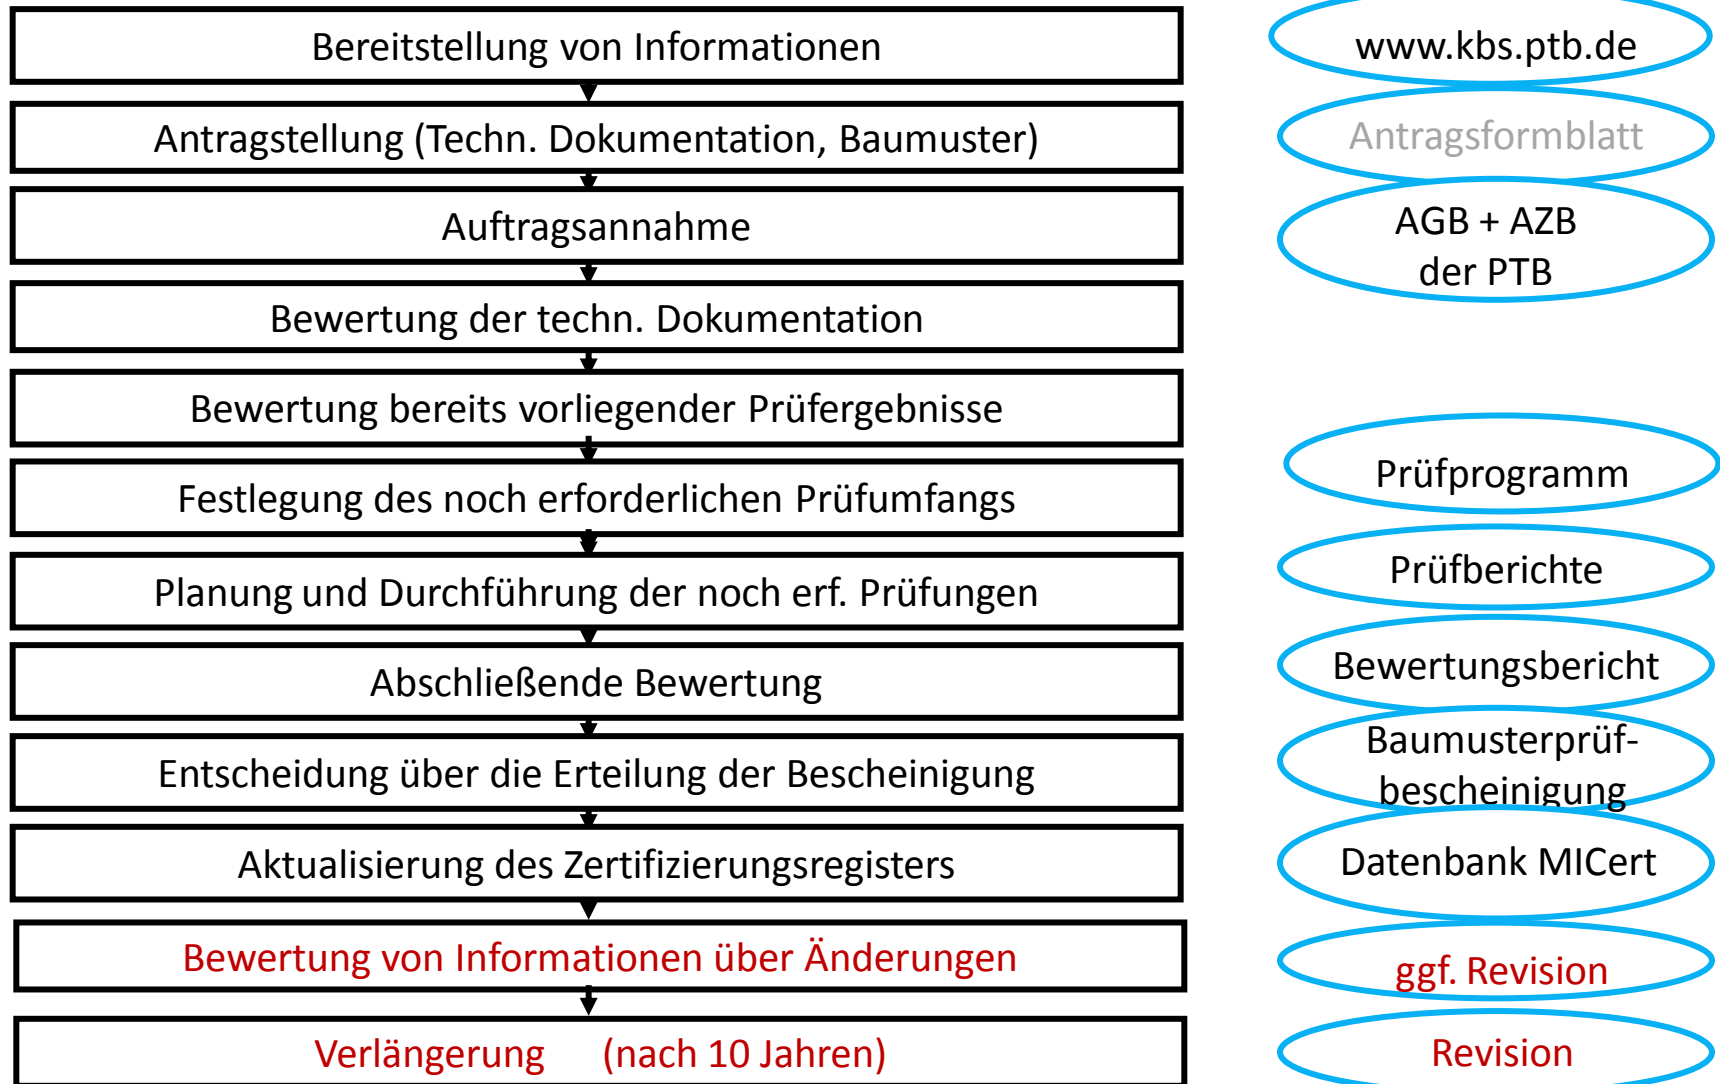 Bereitstellung von Informationen
www.kbs.ptb.de
Antragstellung (Techn. Dokumentation, Baumuster)
Antragsformblatt
Auftragsannahme
AGB + AZB
der PTB
Bewertung der techn. Dokumentation
Bewertung bereits vorliegender Prüfergebnisse
Festlegung des noch erforderlichen Prüfumfangs
Prüfprogramm
Planung und Durchführung der noch erf. Prüfungen
Prüfberichte
Abschließende Bewertung
Bewertungsbericht
Entscheidung über die Erteilung der Bescheinigung
Baumusterprüf-
bescheinigung
Aktualisierung des Zertifizierungsregisters
Datenbank MICert
Bewertung von Informationen über Änderungen
ggf. Revision
Verlängerung (nach 10 Jahren)
Revision